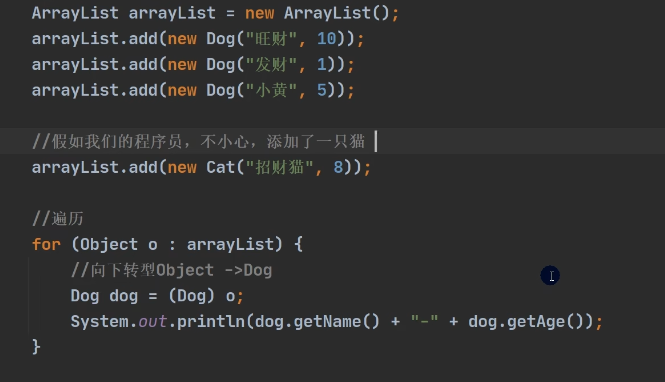 ArrayList arrayList = new ArrayList();
arrayList.add(new Dog("旺财", 10));
arrayList.add(new Dog("发财", 1));
arrayList.add(new Dog("小黄", 5));
//假如我们的程序员，不小心，添加了一只猫
arrayList.add(new Cat("招财猫", 8));
//遍历
for (Object o : arrayList) {
//向下转型Object ->Dog
Dog dog = (Dog) o;
System.out.println(dog.getName() + "-" + dog.getAge());
}